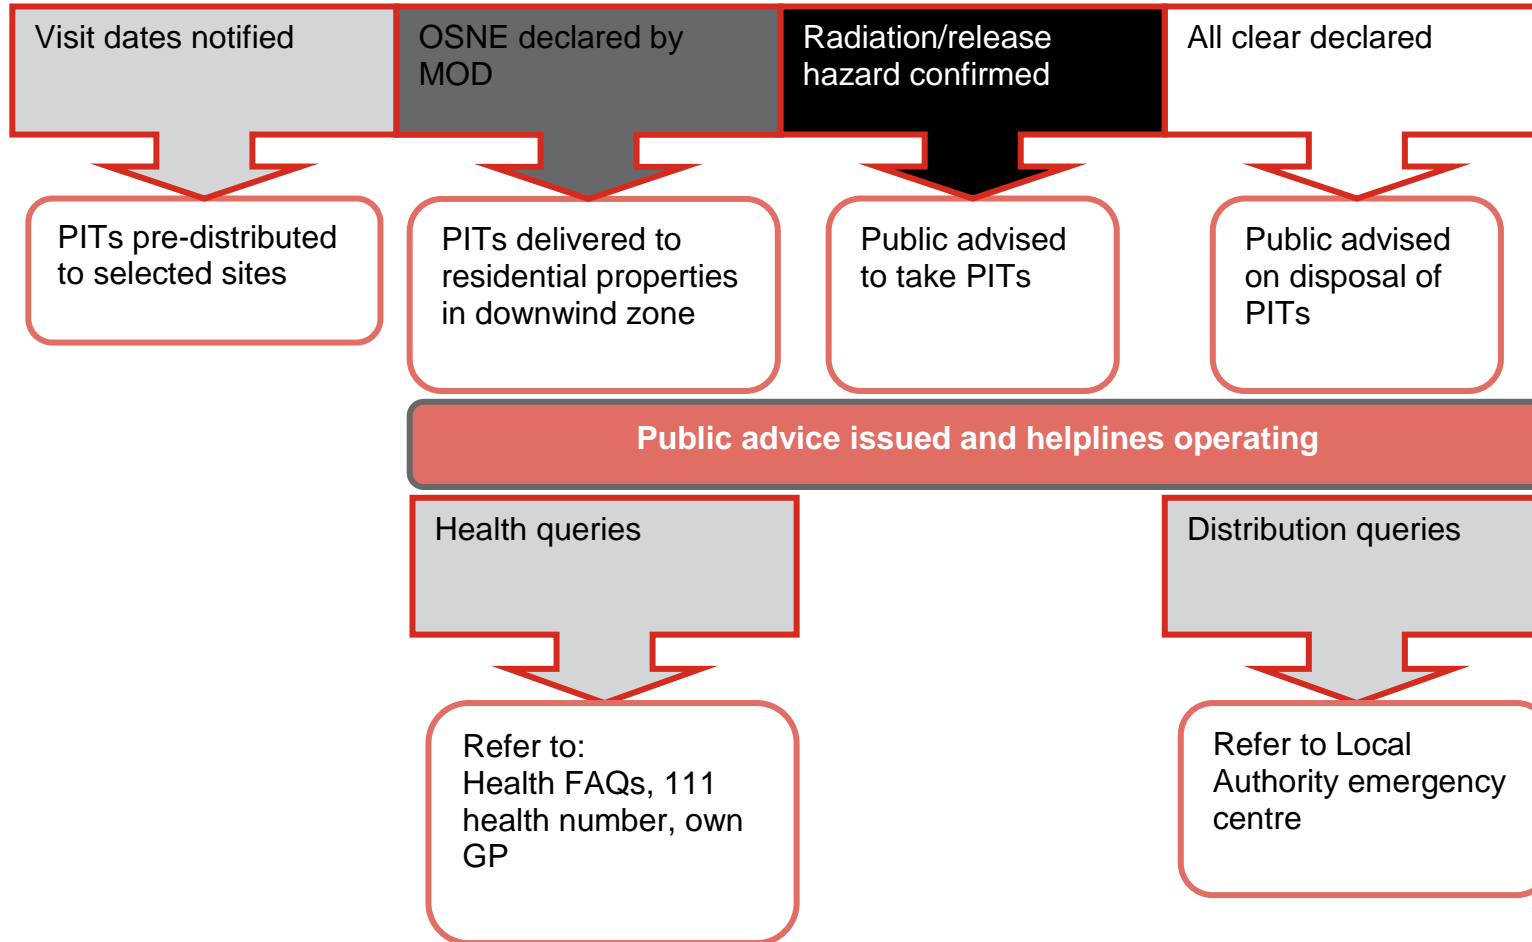 Visit dates notified
OSNE declared by
MOD
Radiation/release
hazard confirmed
All clear declared
PITs pre-distributed
to selected sites
PITs delivered to
residential properties
in downwind zone
Public advised
to take PITs
Public advised
on disposal of
PITs
Public advice issued and helplines operating
Health queries
Distribution queries
Refer to:
Health FAQs, 111
health number, own
GP
Refer to Local
Authority emergency
centre